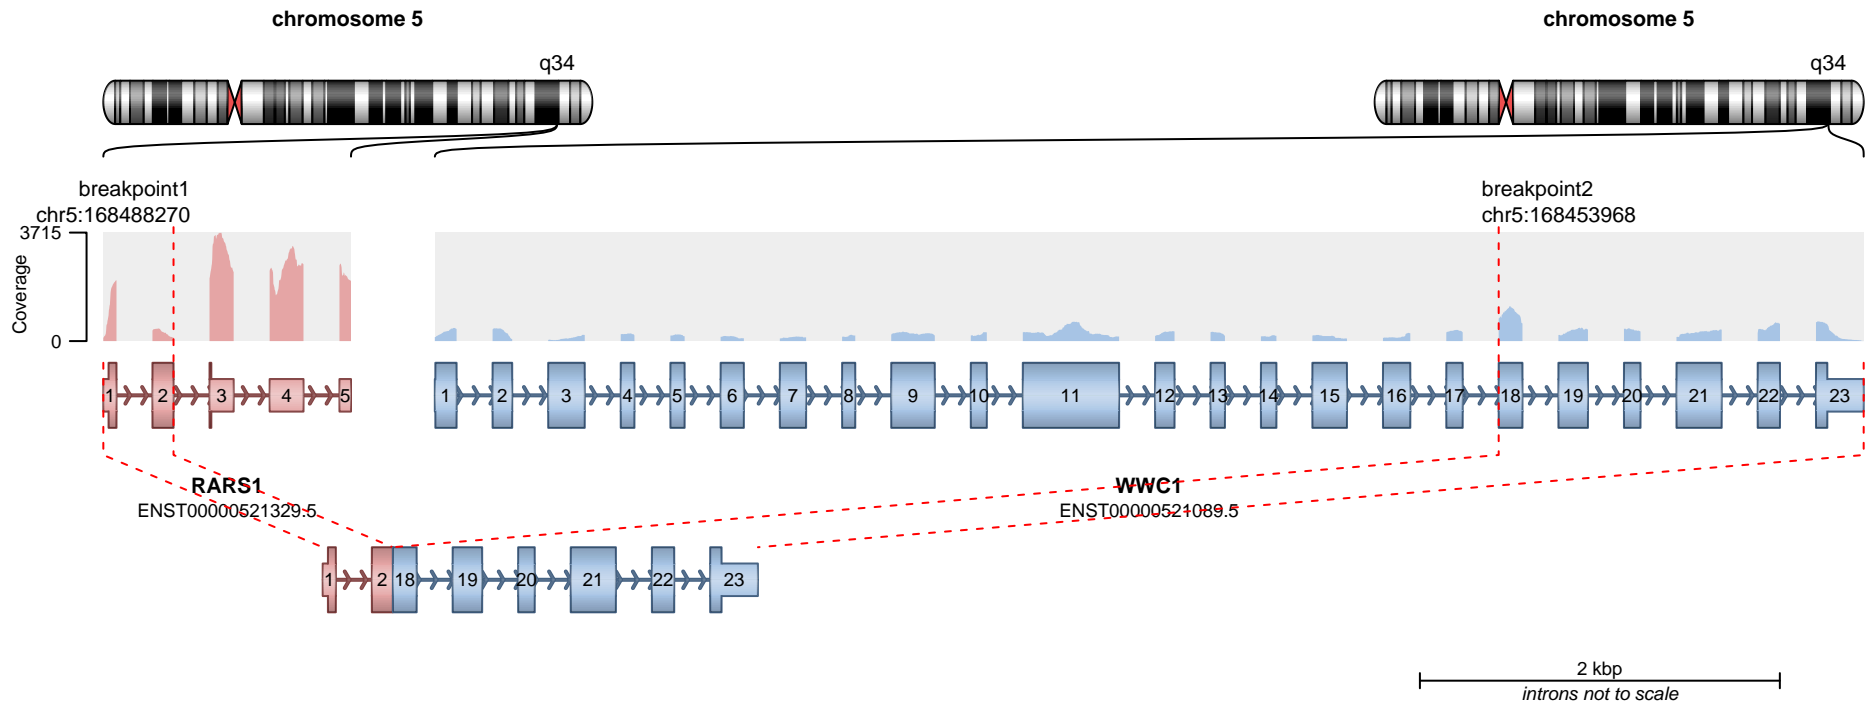 chromosome 5
chromosome 5
q34
q34
breakpoint1
chr5:168488270
breakpoint2
chr5:168453968
3715
Coverage
0
1 2 3 4 5
1 2 3 4 5 6 7 8 9 10 11 12 13 14 15 16 17 18 19 20 21 22 23
RARS1
ENST00000521329.5
WWC1
ENST00000521089.5
1 2 18 19 20 21 22 23
2 kbp
introns not to scale